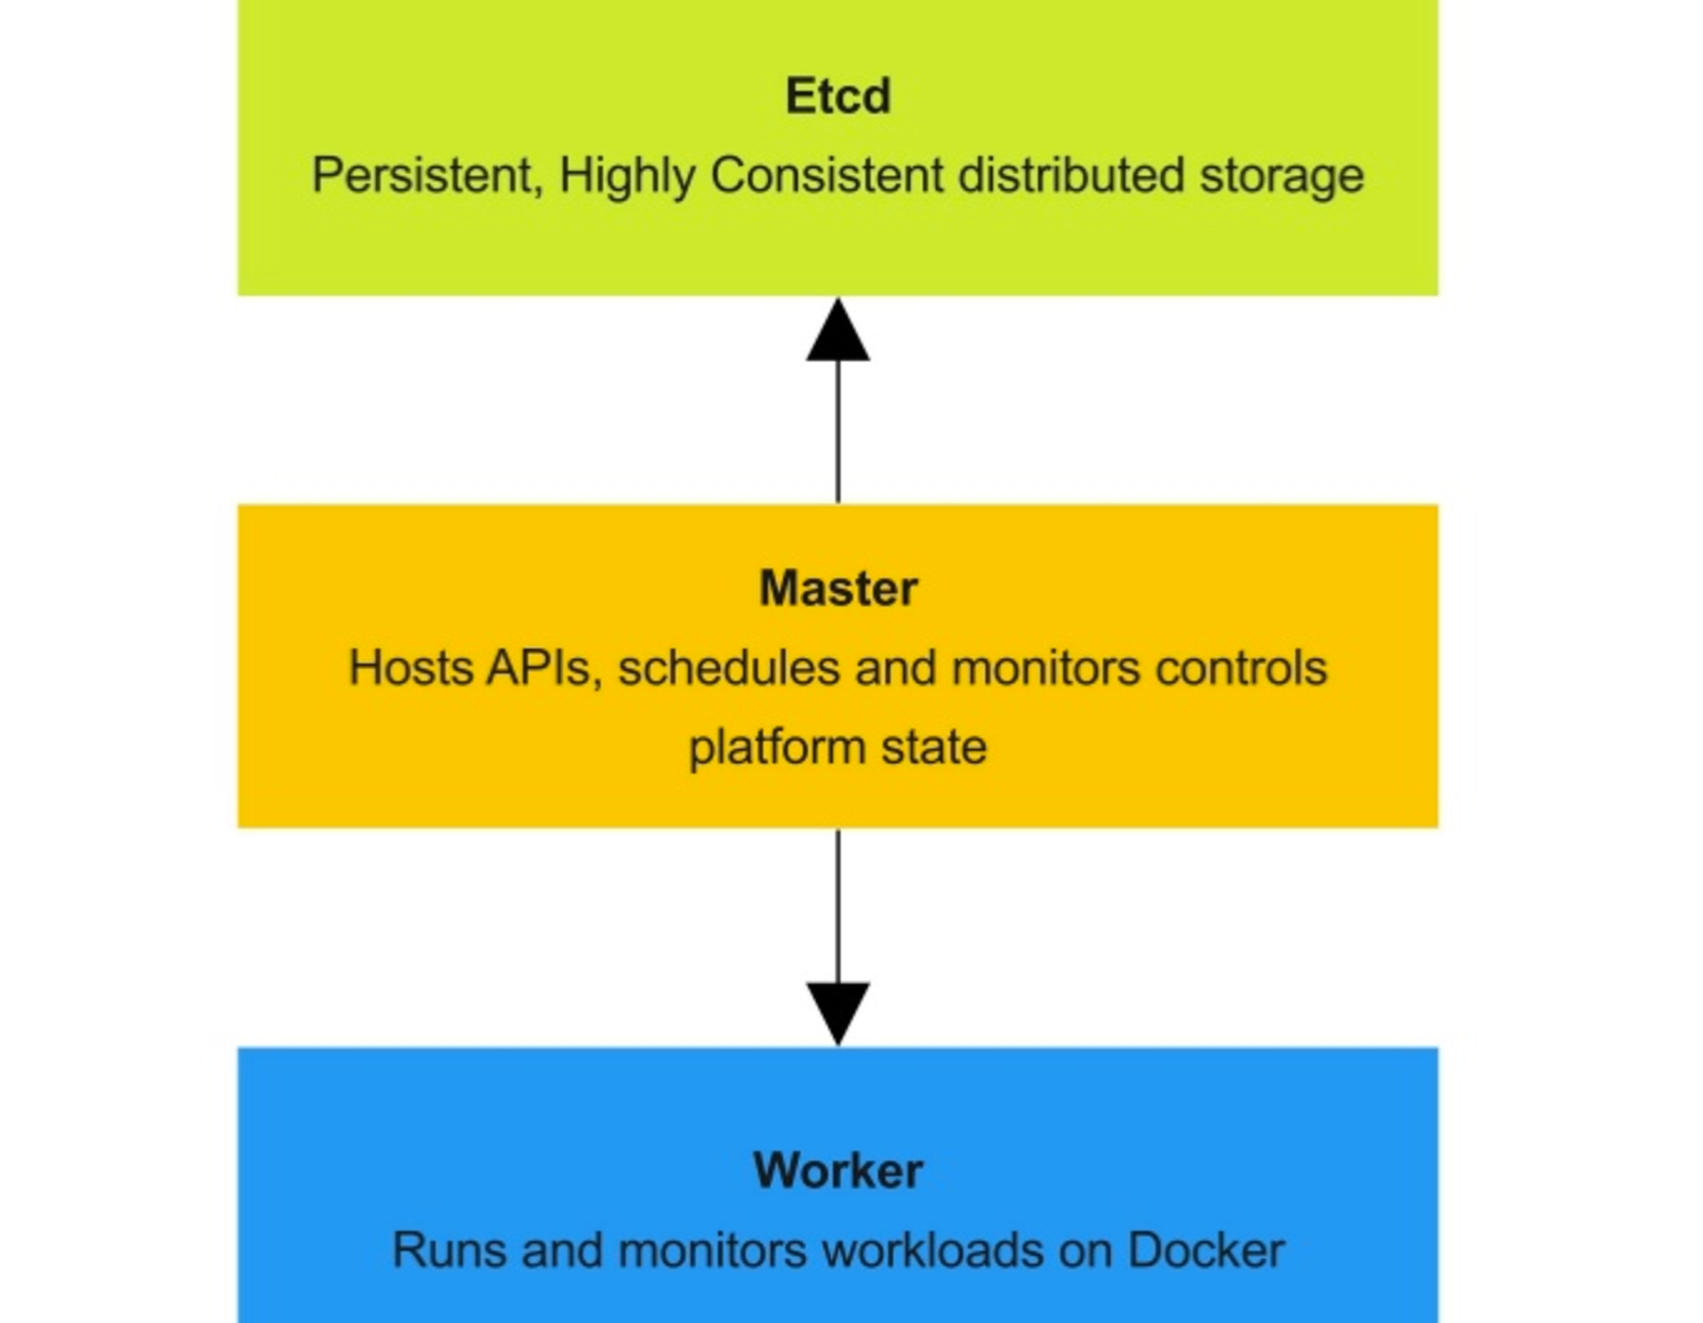 Etcd
Persistent, Highly Consistent distributed storage
Master
Hosts APIs, schedules and monitors controls
platform state
Worker
Runs and monitors workloads on Docker